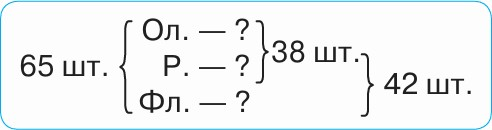 Ол. — ?
65 шт. Р. — ? 38 шт.
Фл. — ? 42 шт.